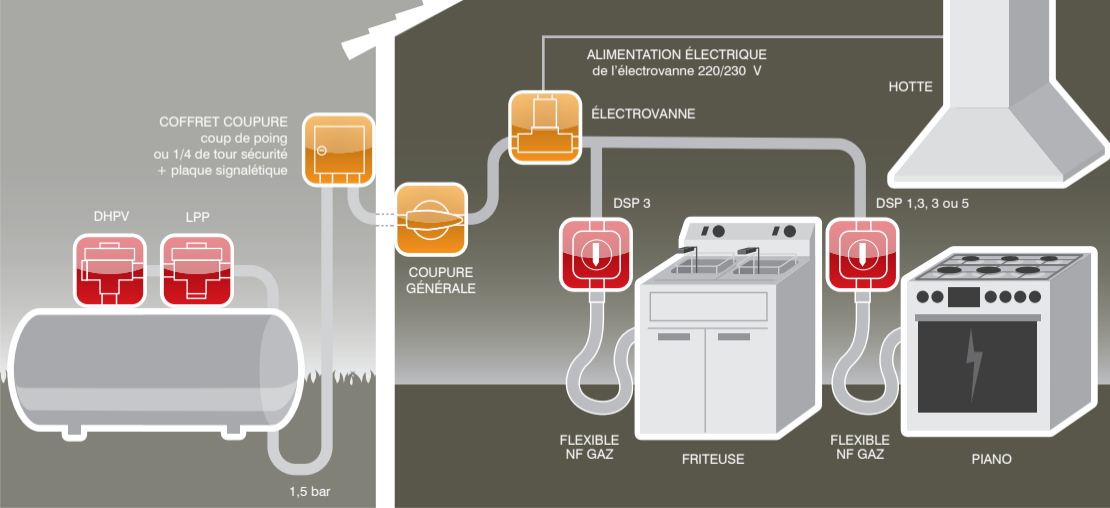 ALIMENTATION ÉLECTRIQUE
de l'électrovanne 220/230 V
HOTTE
ÉLECTROVANNE
COFFRET COUPURE
coup de poing
ou 1/4 de tour sécurité
+ plaque signalétique
DHPV
LPP
DSP 3
DSP 1,3, 3 ou 5
COUPURE
GÉNÉRALE
FLEXIBLE
NF GAZ
FRITEUSE
FLEXIBLE
NF GAZ
PIANO
1,5 bar